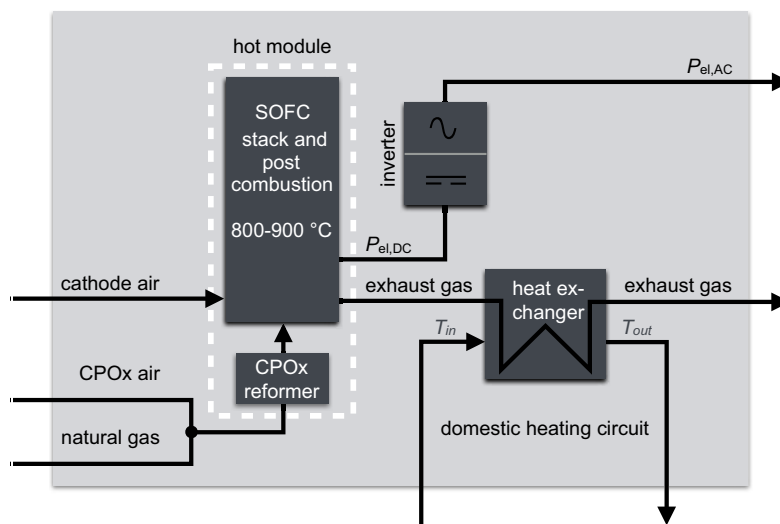 hot module
P_el,AC
SOFC
stack and
post
combustion
800-900 °C
inverter
P_el,DC
cathode air
exhaust gas
heat ex-
changer
exhaust gas
T_in
T_out
CPOx
reformer
CPOx air
natural gas
domestic heating circuit